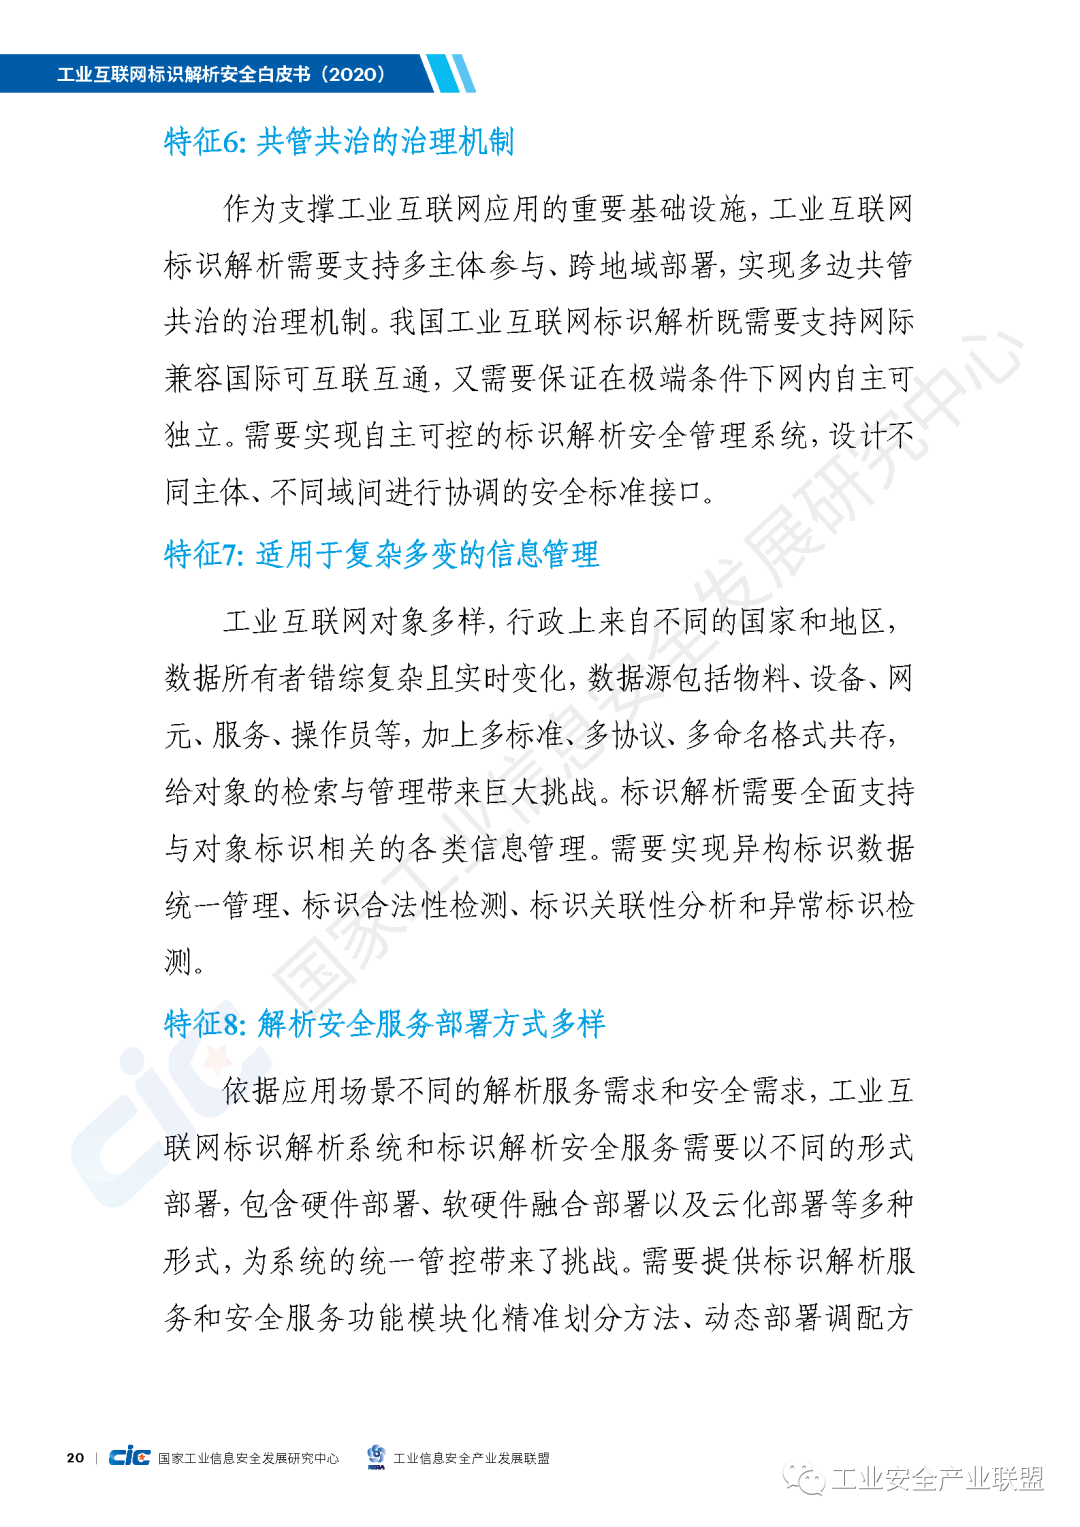 工业互联网标识解析安全白皮书（2020）
特征6: 共管共治的治理机制
作为支撑工业互联网应用的重要基础设施，工业互联网
标识解析需要支持多主体参与、跨地域部署，实现多边共管
共治的治理机制。我国工业互联网标识解析既需要支持网际
兼容国际可互联互通，又需要保证在极端条件下网内自主可
独立。需要实现自主可控的标识解析安全管理系统，设计不
同主体、不同域间进行协调的安全标准接口。
特征7: 适用于复杂多变的信息管理
工业互联网对象多样，行政上来自不同的国家和地区，
数据所有者错综复杂且实时变化，数据源包括物料、设备、网
元、服务、操作员等，加上多标准、多协议、多命名格式共存，
给对象的检索与管理带来巨大挑战。标识解析需要全面支持
与对象标识相关的各类信息管理。需要实现异构标识数据
统一管理、标识合法性检测、标识关联性分析和异常标识检
测。
特征8: 解析安全服务部署方式多样
依据应用场景不同的解析服务需求和安全需求，工业互
联网标识解析系统和标识解析安全服务需要以不同的形式
部署，包含硬件部署、软硬件融合部署以及云化部署等多种
形式，为系统的统一管控带来了挑战。需要提供标识解析服
务和安全服务功能模块化精准划分方法、动态部署调配方
国家工业信息安全发展研究中心
cic
20 | cic 国家工业信息安全发展研究中心 NISIA 工业信息安全产业发展联盟
工业安全产业联盟